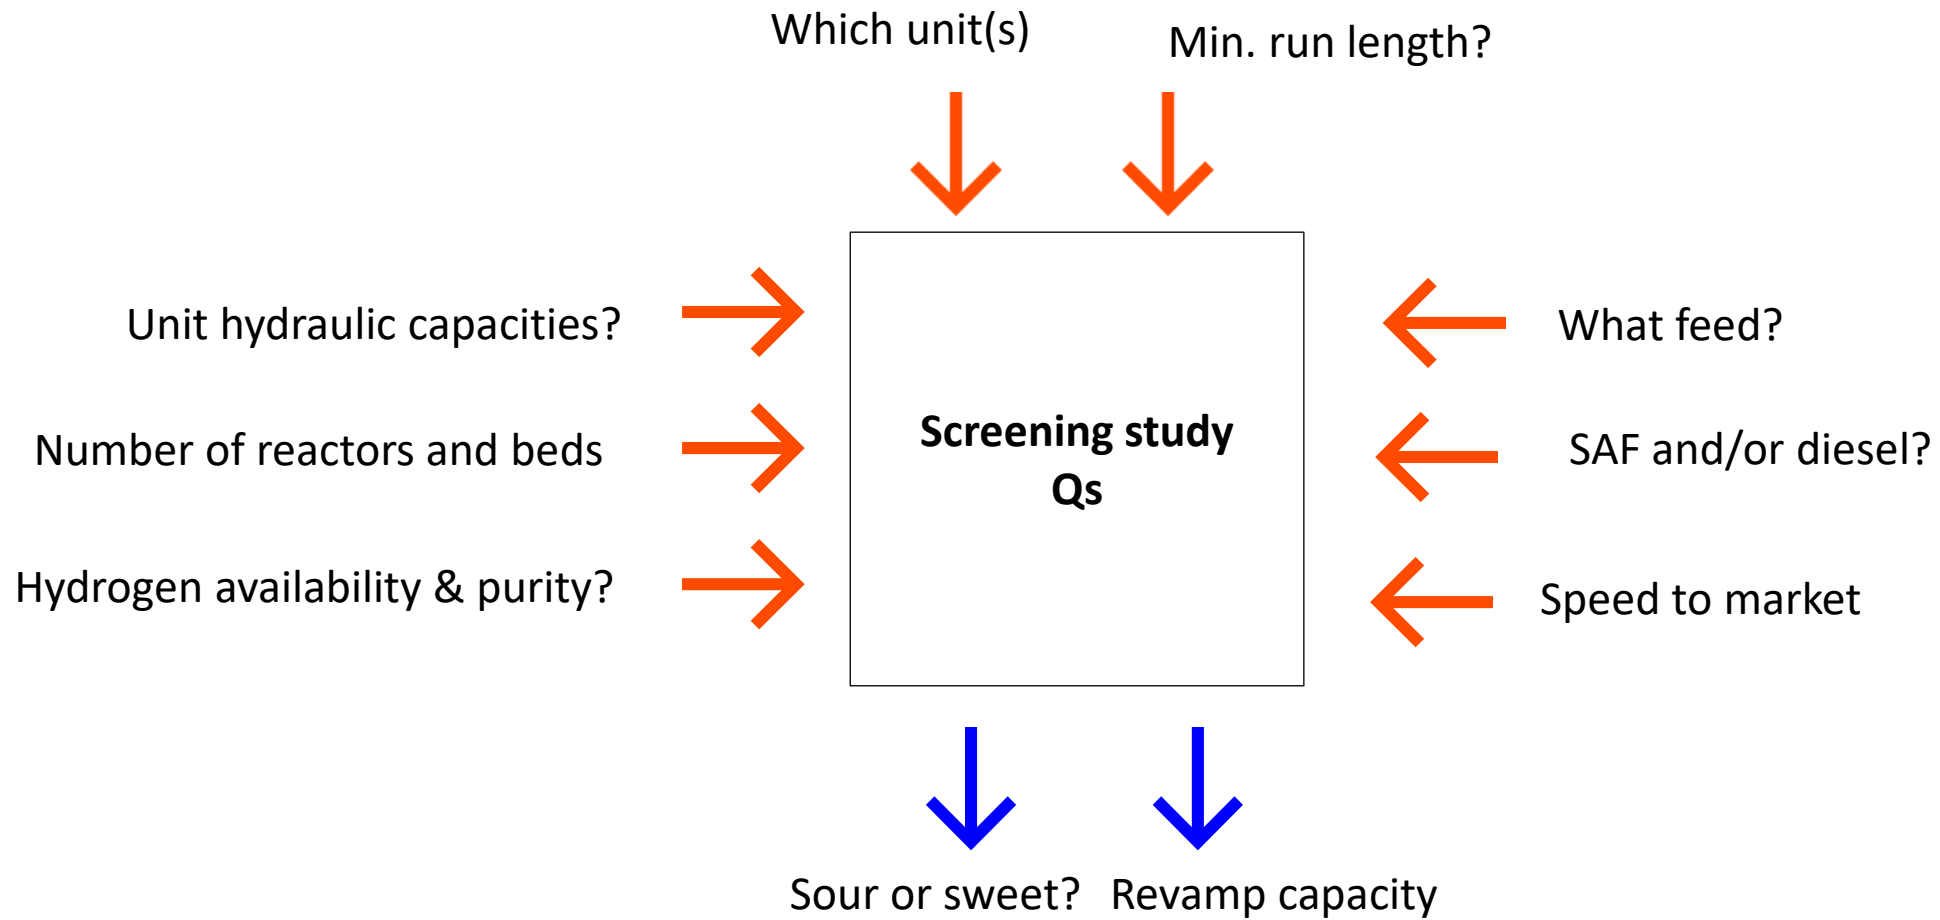 Which unit(s)
Min. run length?
Unit hydraulic capacities?
What feed?
Screening study
Qs
Number of reactors and beds
SAF and/or diesel?
Hydrogen availability & purity?
Speed to market
Sour or sweet?
Revamp capacity